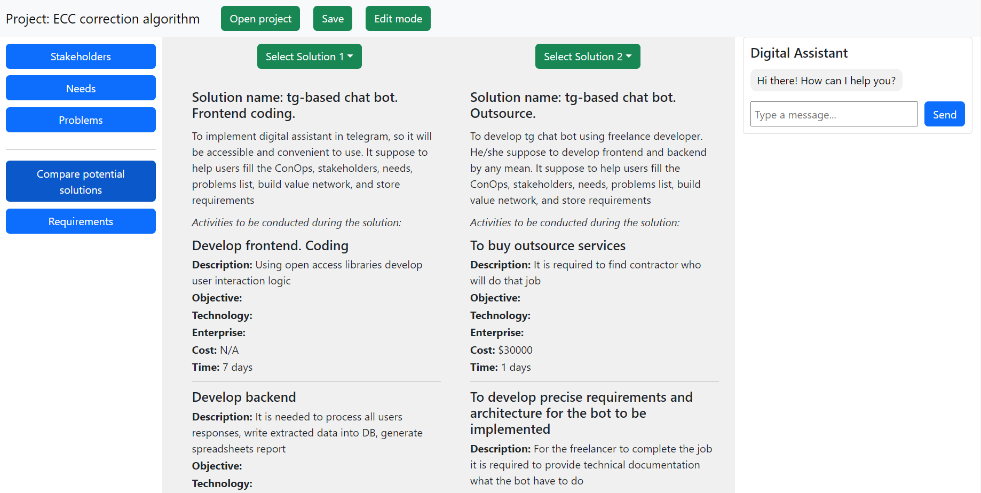 Project: ECC correction algorithm
Open project
Save
Edit mode
Stakeholders
Needs
Problems
Compare potential
solutions
Requirements
Select Solution 1
Solution name: tg-based chat bot.
Frontend coding.
To implement digital assistant in telegram, so it will
be accessible and convenient to use. It suppose to
help users fill the ConOps, stakeholders, needs,
problems list, build value network, and store
requirements
Activities to be conducted during the solution:
Develop frontend. Coding
Description: Using open access libraries develop
user interaction logic
Objective:
Technology:
Enterprise:
Cost: N/A
Time: 7 days
Develop backend
Description: It is needed to process all users
responses, write extracted data into DB, generate
spreadsheets report
Objective:
Technology:
Select Solution 2
Solution name: tg-based chat bot.
Outsource.
To develop tg chat bot using freelance developer.
He/she suppose to develop frontend and backend
by any mean. It suppose to help users fill the
ConOps, stakeholders, needs, problems list, build
value network, and store requirements
Activities to be conducted during the solution:
To buy outsource services
Description: It is required to find contractor who
will do that job
Objective:
Technology:
Enterprise:
Cost: $30000
Time: 1 days
To develop precise requirements and
architecture for the bot to be
implemented
Description: For the freelancer to complete the job
it is required to provide technical documentation
what the bot have to do
Digital Assistant
Hi there! How can I help you?
Type a message...
Send